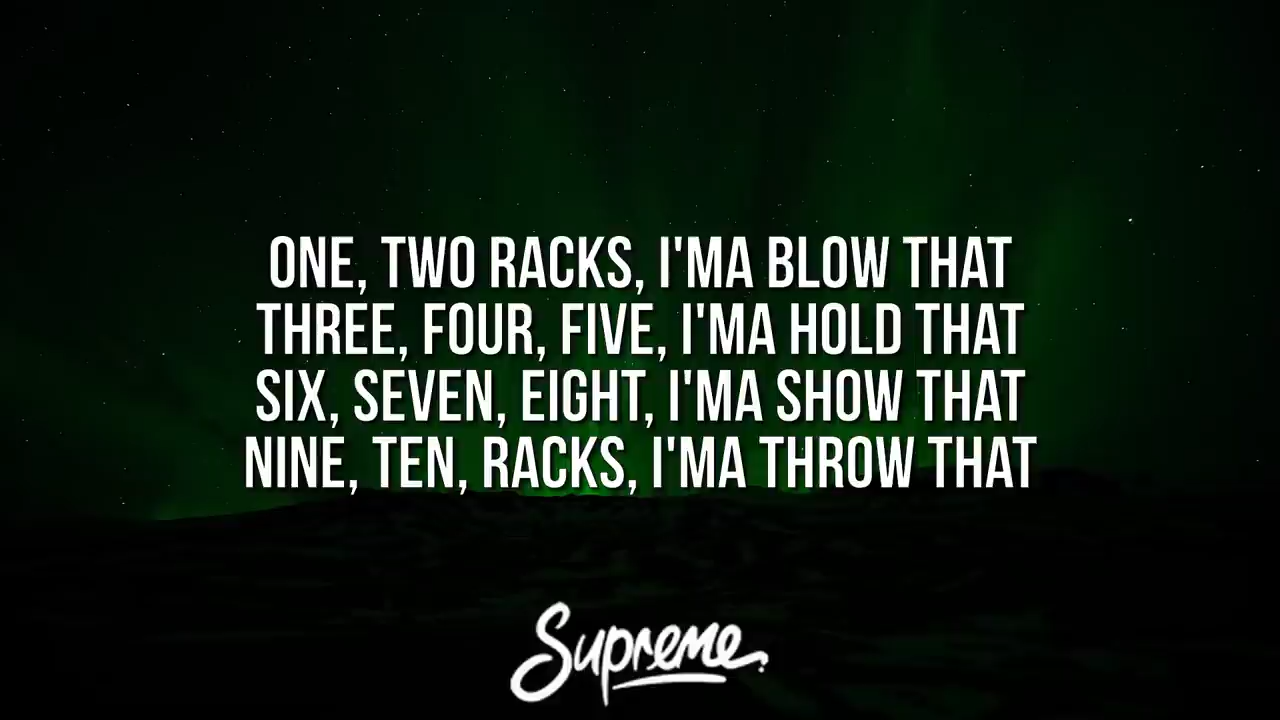 ONE, TWO RACKS, I'MA BLOW THAT
THREE, FOUR, FIVE, I'MA HOLD THAT
SIX, SEVEN, EIGHT, I'MA SHOW THAT
NINE, TEN, RACKS, I'MA THROW THAT
Supreme